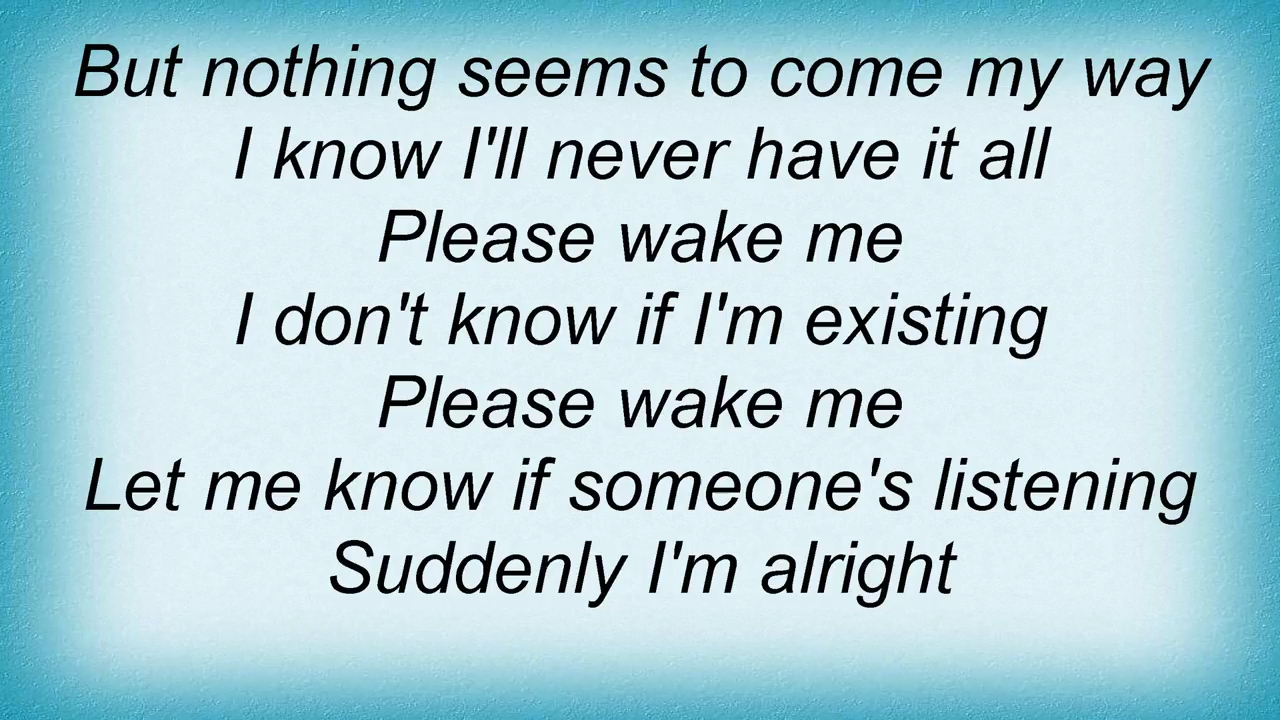 But nothing seems to come my way
I know I'll never have it all
Please wake me
I don't know if I'm existing
Please wake me
Let me know if someone's listening
Suddenly I'm alright